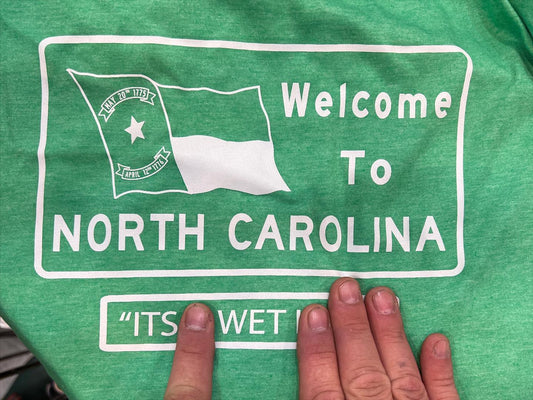 MAY 20TH 1775
APRIL 12TH 1776
Welcome
To
NORTH CAROLINA
"ITS WET